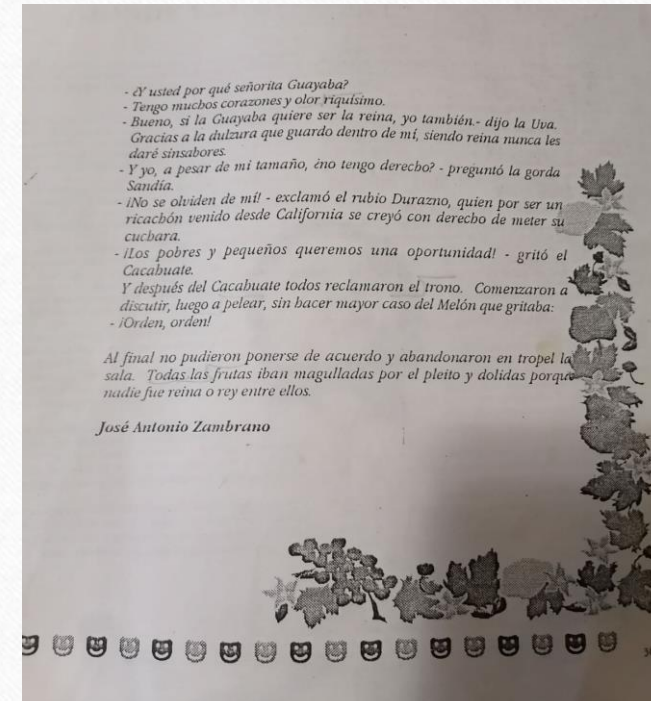 - ¿Y usted por qué señorita Guayaba?
- Tengo muchos corazones y olor riquísimo.
- Bueno, si la Guayaba quiere ser la reina, yo también.- dijo la Uva.
Gracias a la dulzura que guardo dentro de mí, siendo reina nunca les
daré sinsabores.
- Y yo, a pesar de mi tamaño, ¿no tengo derecho? - preguntó la gorda
Sandía.
- ¡No se olviden de mí! - exclamó el rubio Durazno, quien por ser un
ricachón venido desde California se creyó con derecho de meter su
cuchara.
- ¡Los pobres y pequeños queremos una oportunidad! - gritó el
Cacahuate.
Y después del Cacahuate todos reclamaron el trono. Comenzaron a
discutir, luego a pelear, sin hacer mayor caso del Melón que gritaba:
- ¡Orden, orden!
Al final no pudieron ponerse de acuerdo y abandonaron en tropel la
sala. Todas las frutas iban magulladas por el pleito y dolidas porque
nadie fue reina o rey entre ellos.
José Antonio Zambrano